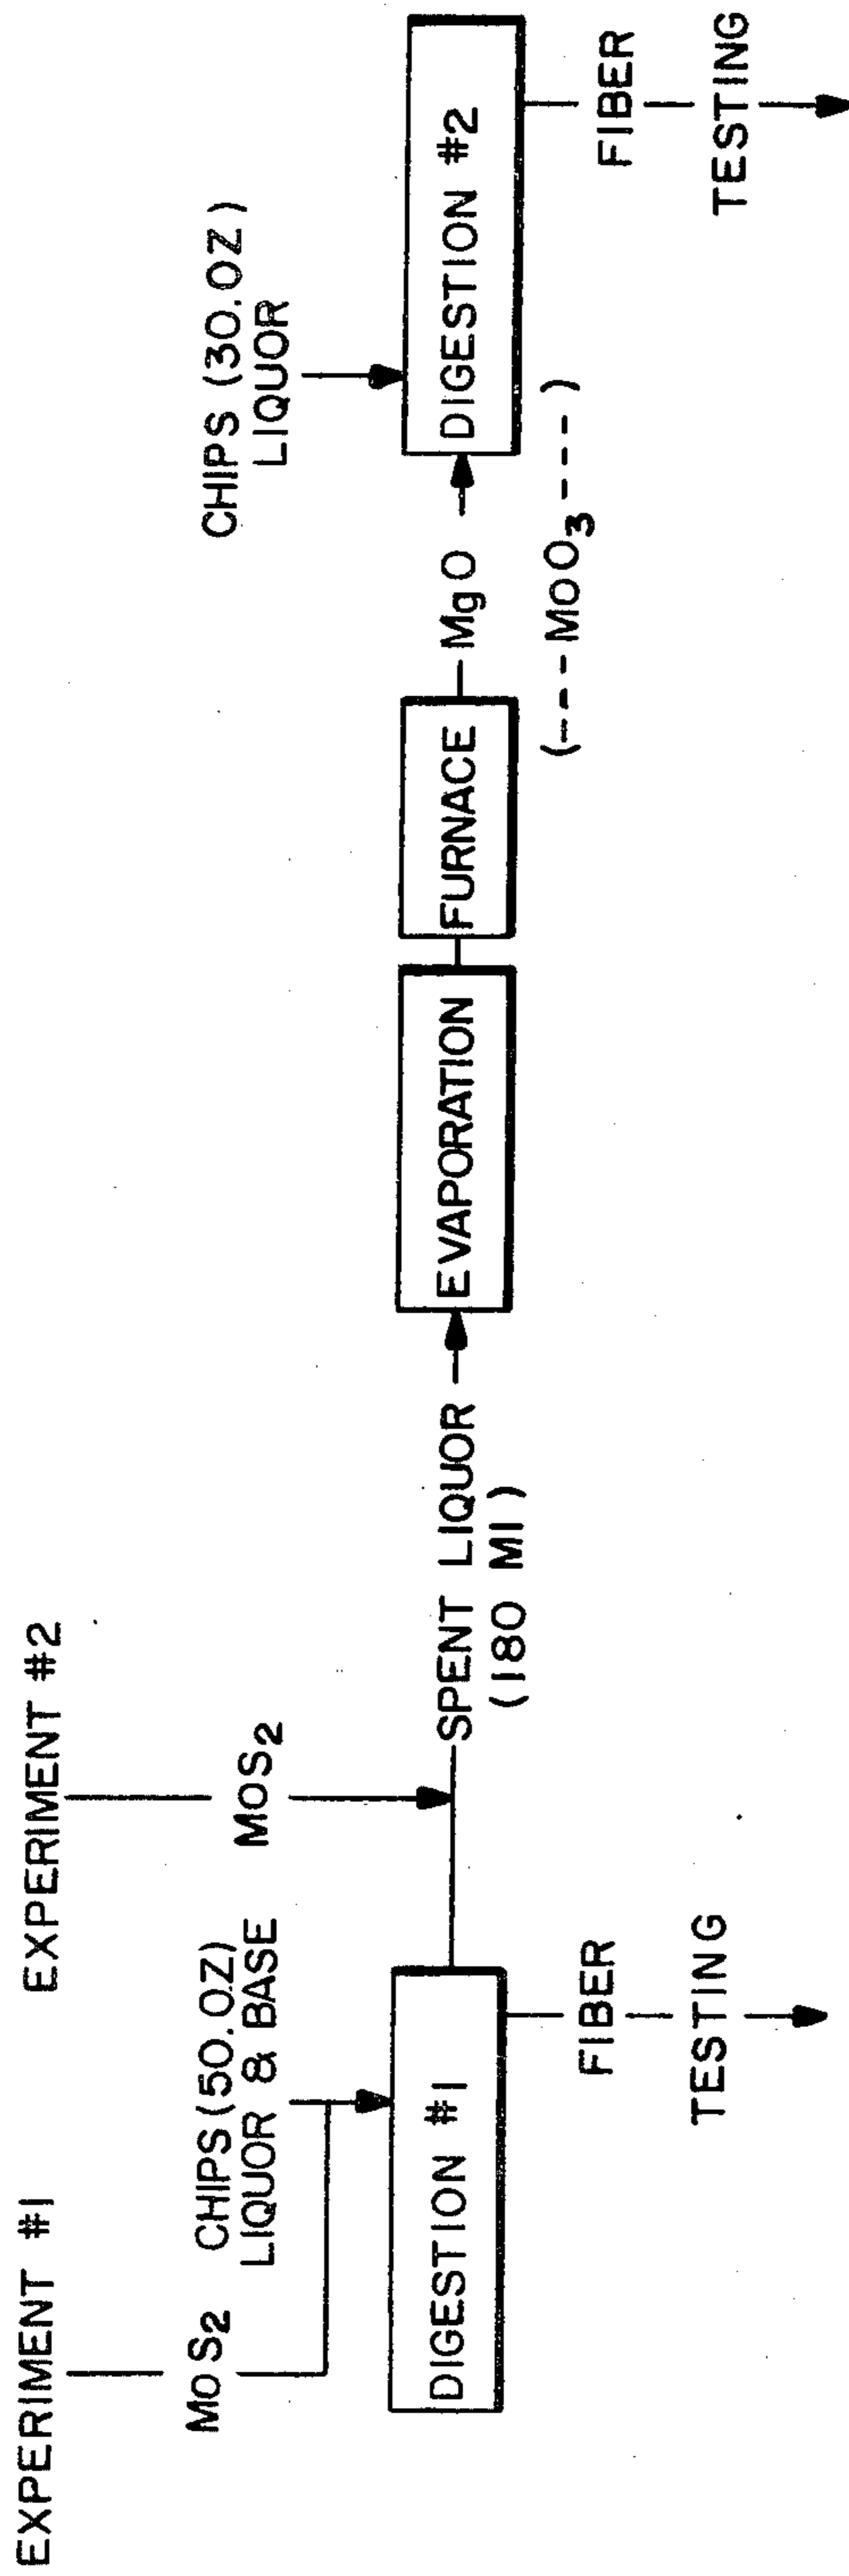 EXPERIMENT #1
EXPERIMENT #2
MoS2
MoS2
CHIPS (50.OZ)
LIQUOR & BASE
DIGESTION #1
FIBER
TESTING
SPENT LIQUOR
(180 Ml)
EVAPORATION
FURNACE
MgO
(---MoO3---)
CHIPS (30.OZ)
LIQUOR
DIGESTION #2
FIBER
TESTING